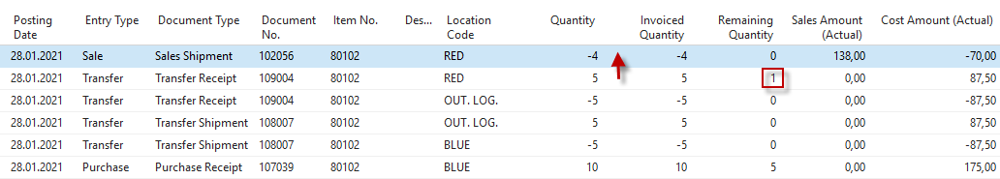 Posting Date Entry Type Document Type Document No. Item No. Des... Location Code Quantity Invoiced Quantity Remaining Quantity Sales Amount (Actual) Cost Amount (Actual)
28.01.2021 Sale Sales Shipment 102056 80102 RED -4 -4 0 138,00 -70,00
28.01.2021 Transfer Transfer Receipt 109004 80102 RED 5 5 1 0,00 87,50
28.01.2021 Transfer Transfer Receipt 109004 80102 OUT. LOG. -5 -5 0 0,00 -87,50
28.01.2021 Transfer Transfer Shipment 108007 80102 OUT. LOG. 5 5 0 0,00 87,50
28.01.2021 Transfer Transfer Shipment 108007 80102 BLUE -5 -5 0 0,00 -87,50
28.01.2021 Purchase Purchase Receipt 107039 80102 BLUE 10 10 5 0,00 175,00